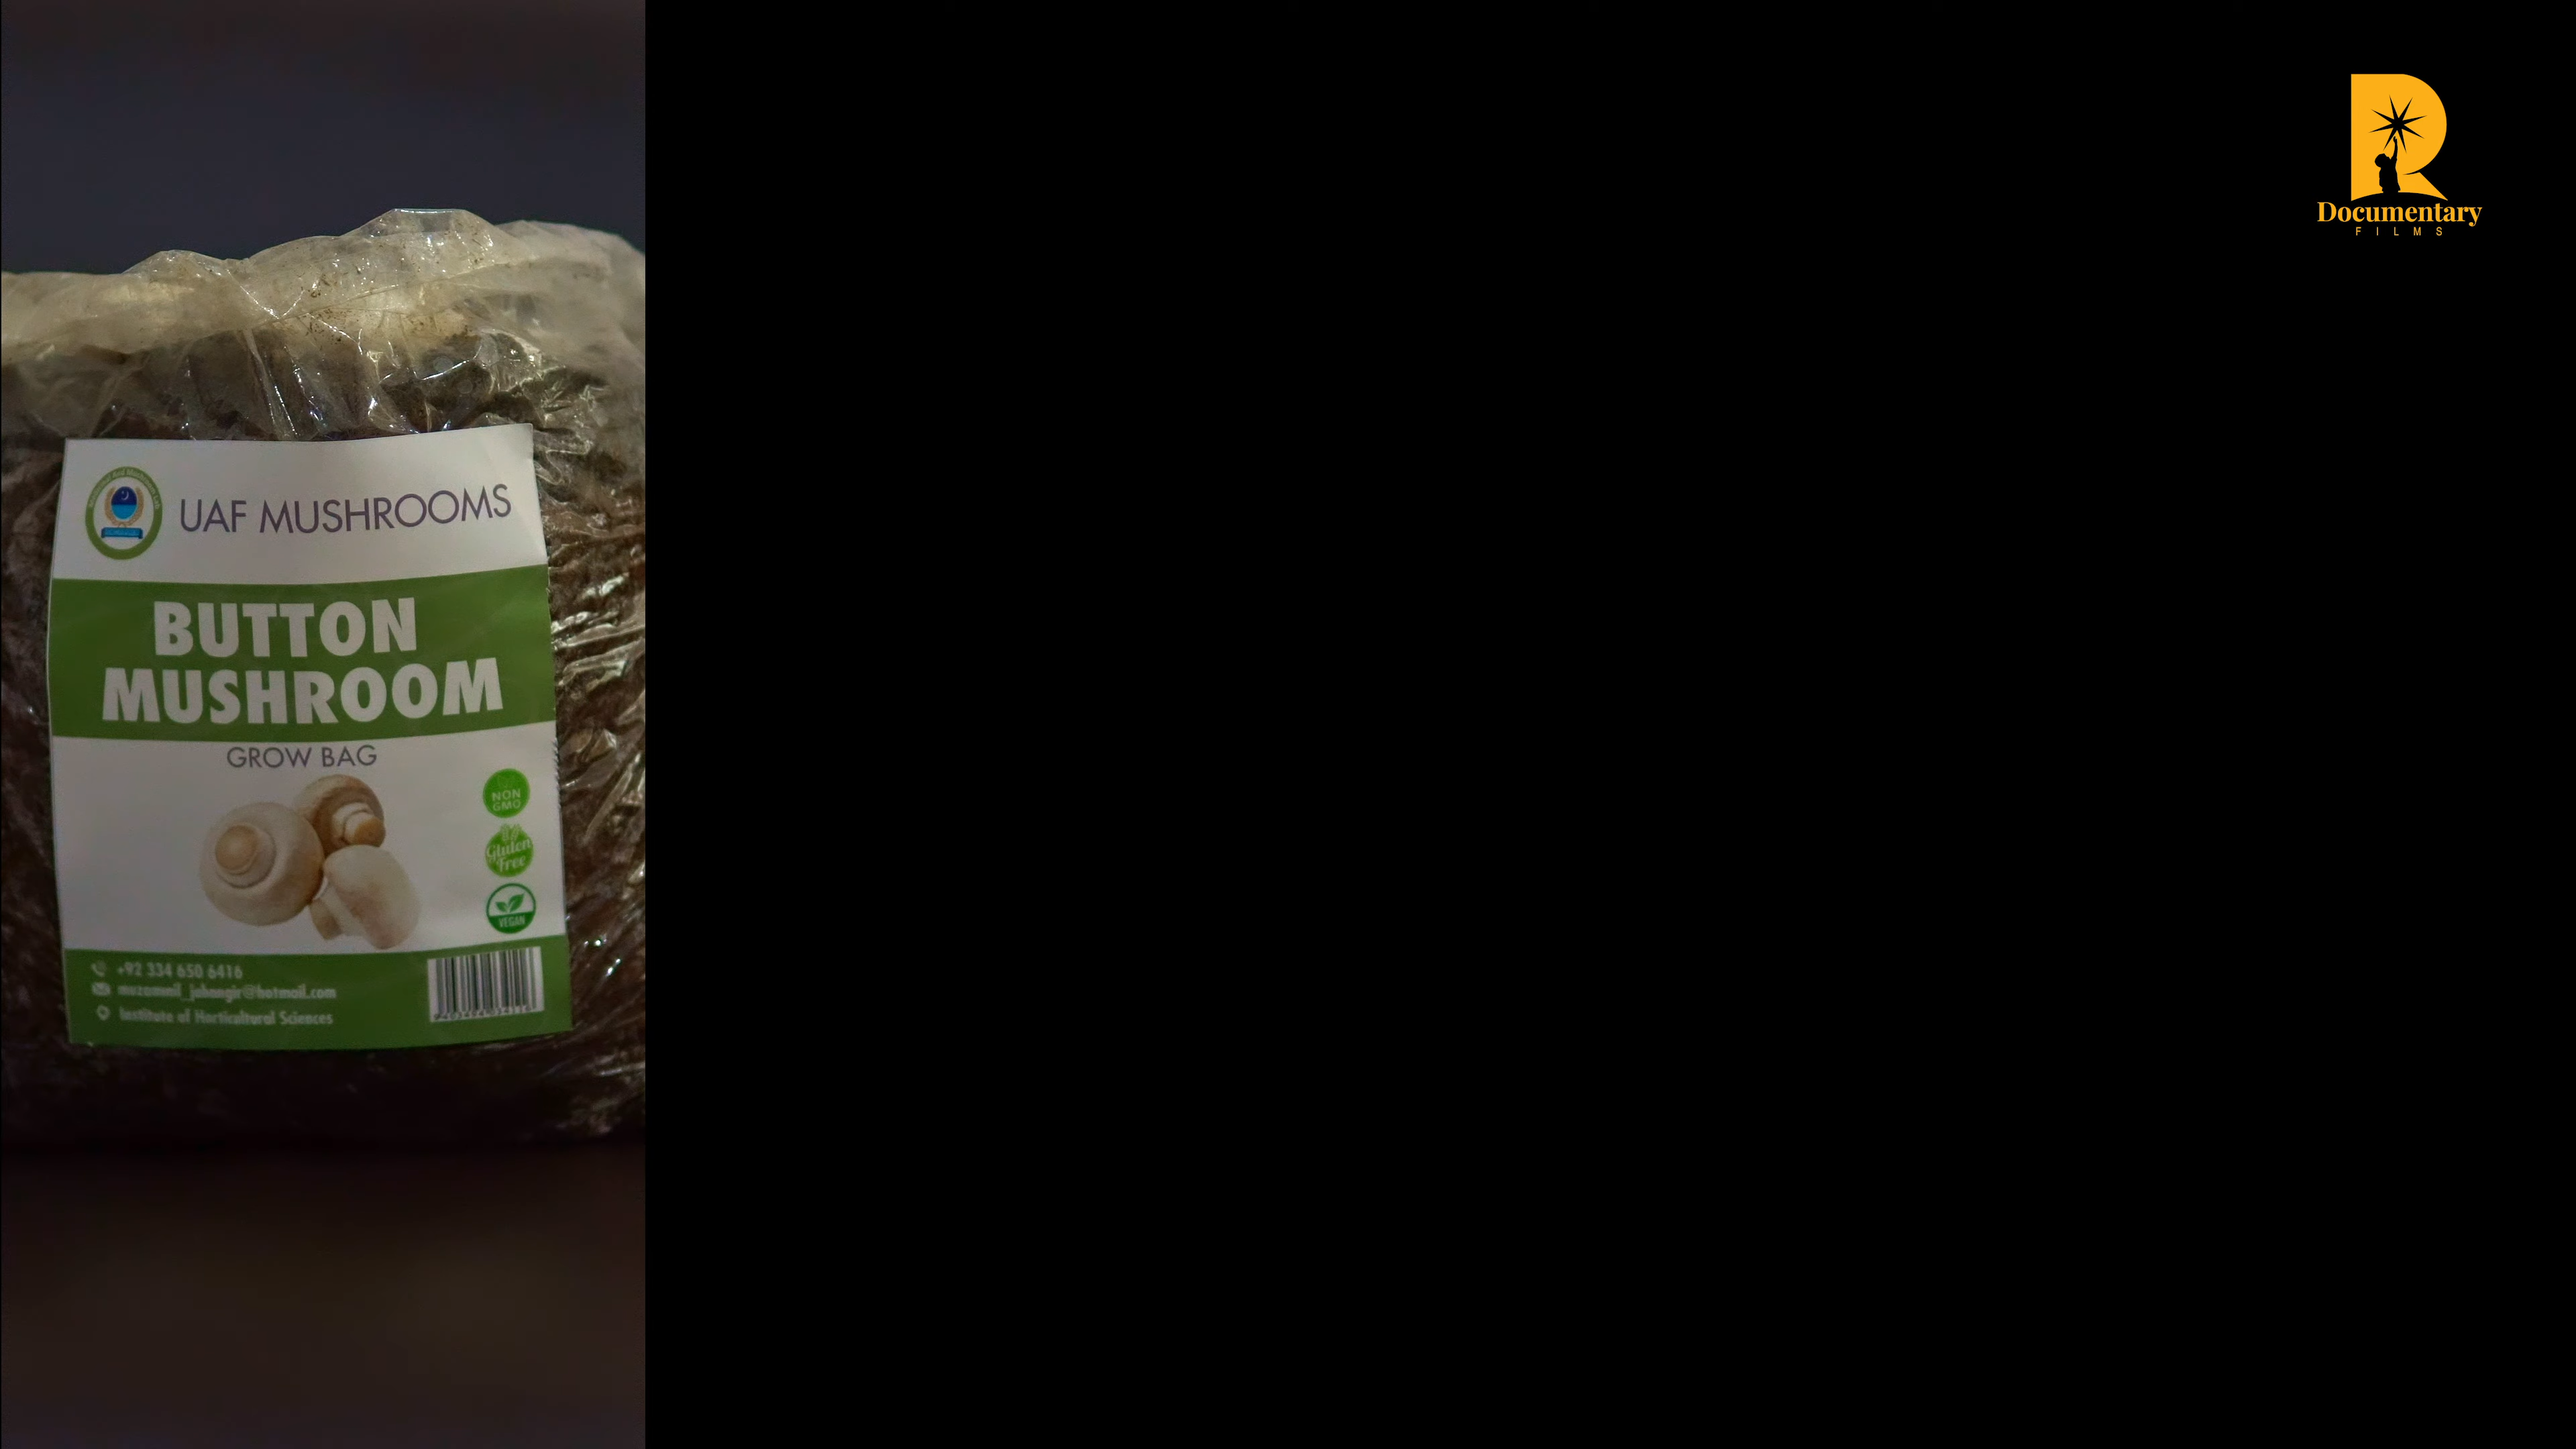 UAF MUSHROOMS
BUTTON
MUSHROOM
GROW BAG
NON
GMO
Gluten
Free
VEGAN
+92 334 650 6416
muzammil_jahangir@hotmail.com
Institute of Horticultural Sciences
Documentary
FILMS